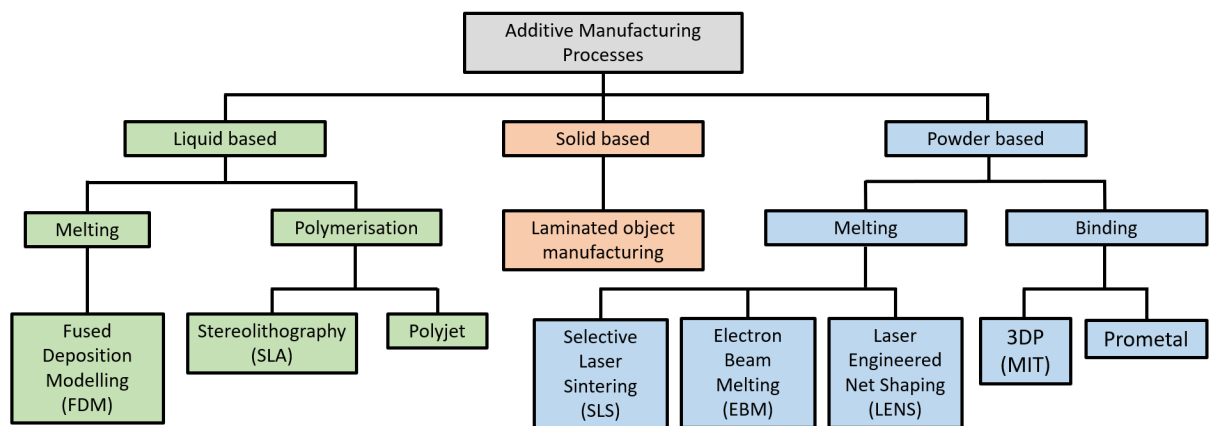 Additive Manufacturing
Processes
Liquid based
Solid based
Powder based
Melting
Polymerisation
Laminated object
manufacturing
Melting
Binding
Fused
Deposition
Modelling
(FDM)
Stereolithography
(SLA)
Polyjet
Selective
Laser
Sintering
(SLS)
Electron
Beam
Melting
(EBM)
Laser
Engineered
Net Shaping
(LENS)
3DP
(MIT)
Prometal